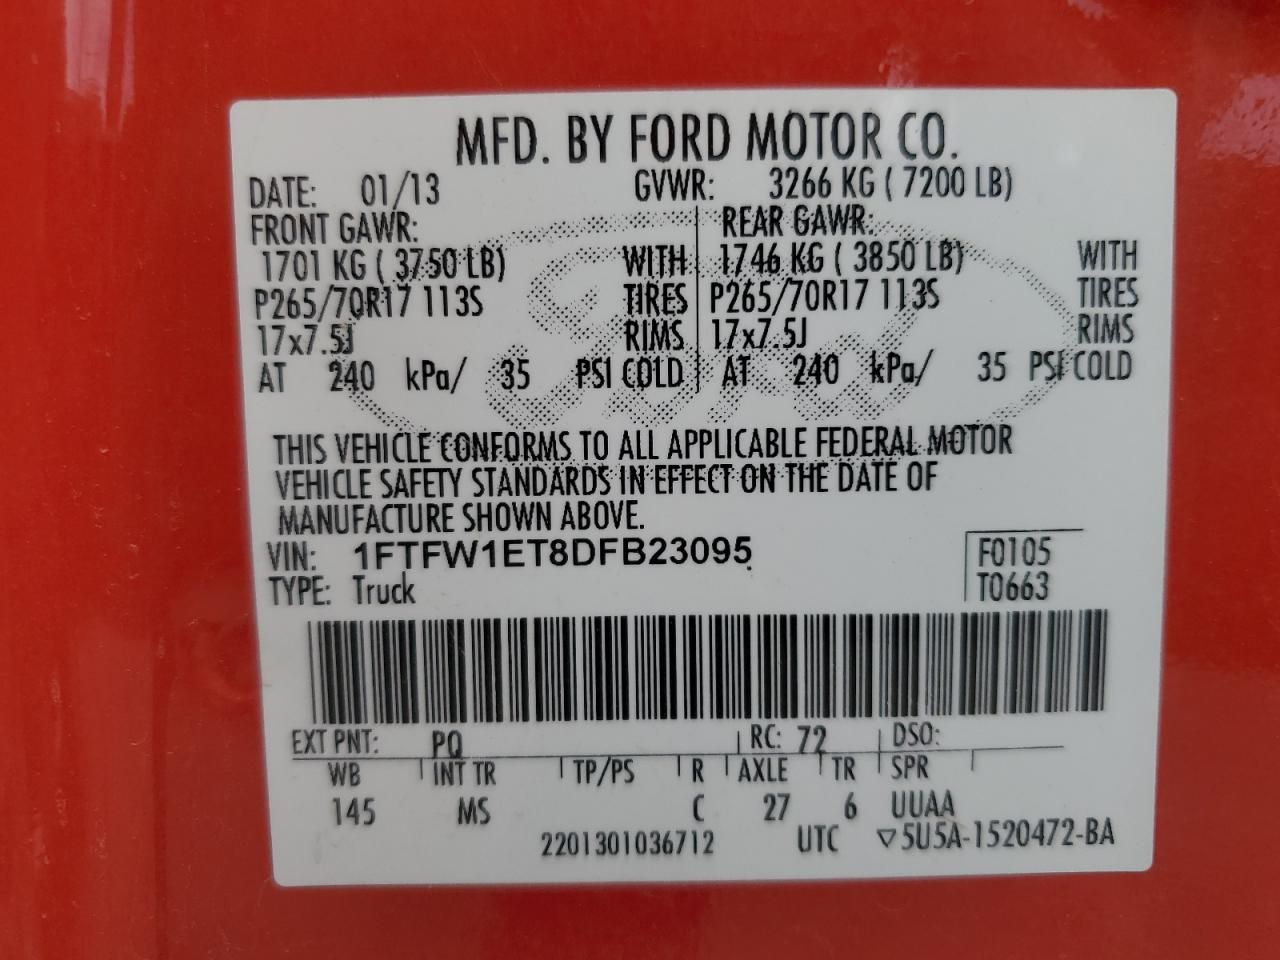 MFD. BY FORD MOTOR CO.
DATE: 01/13 GVWR: 3266 KG ( 7200 LB)
FRONT GAWR: REAR GAWR:
1701 KG ( 3750 LB) WITH 1746 KG ( 3850 LB) WITH
P265/70R17 113S TIRES P265/70R17 113S TIRES
17x7.5J RIMS 17x7.5J RIMS
AT 240 kPa/ 35 PSI COLD AT 240 kPa/ 35 PSI COLD
Ford
THIS VEHICLE CONFORMS TO ALL APPLICABLE FEDERAL MOTOR
VEHICLE SAFETY STANDARDS IN EFFECT ON THE DATE OF
MANUFACTURE SHOWN ABOVE.
VIN: 1FTFW1ET8DFB23095 F0105
TYPE: Truck T0663
EXT PNT: PQ RC: 72 DSO:
WB INT TR TP/PS R AXLE TR SPR
145 MS C 27 6 UUAA
2201301036712 UTC ▽5U5A-1520472-BA